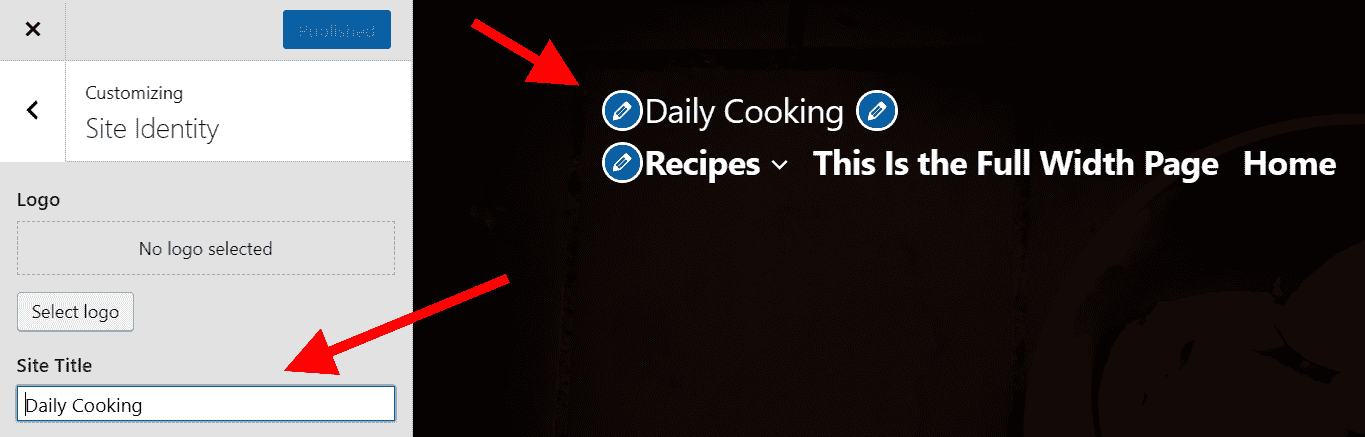 Published
Customizing
Site Identity
Logo
No logo selected
Select logo
Site Title
Daily Cooking
Daily Cooking
Recipes This Is the Full Width Page Home